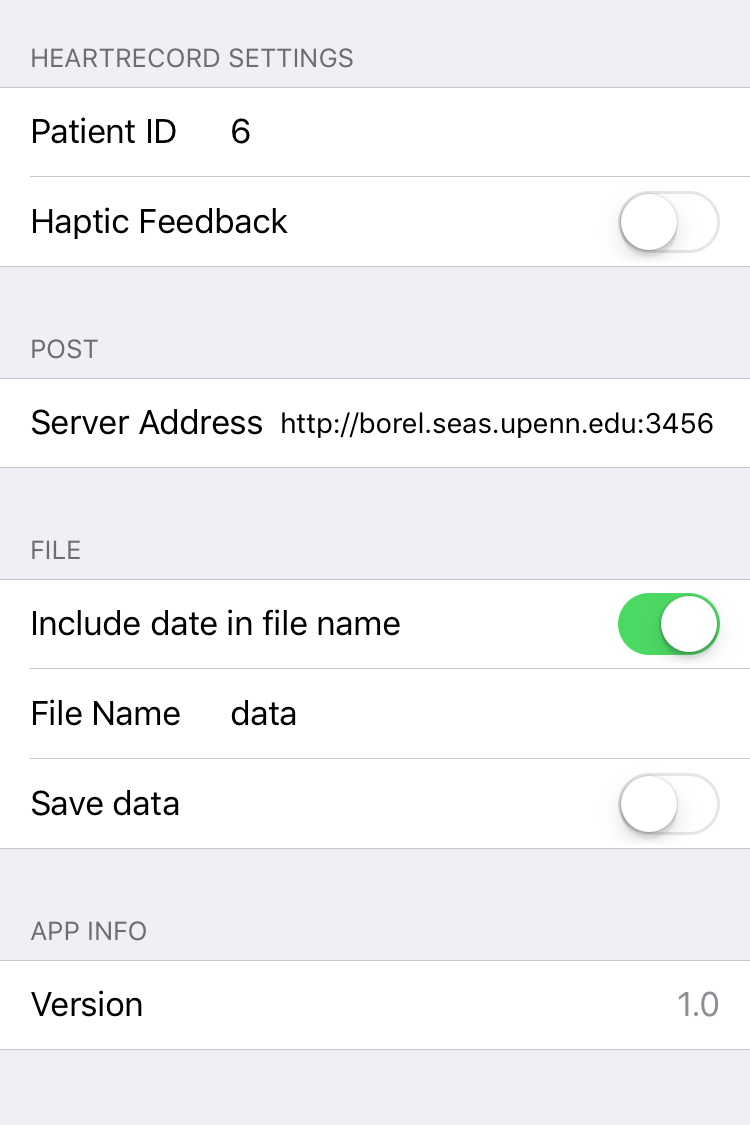 HEARTRECORD SETTINGS
Patient ID 6
Haptic Feedback
POST
Server Address http://borel.seas.upenn.edu:3456
FILE
Include date in file name
File Name data
Save data
APP INFO
Version 1.0